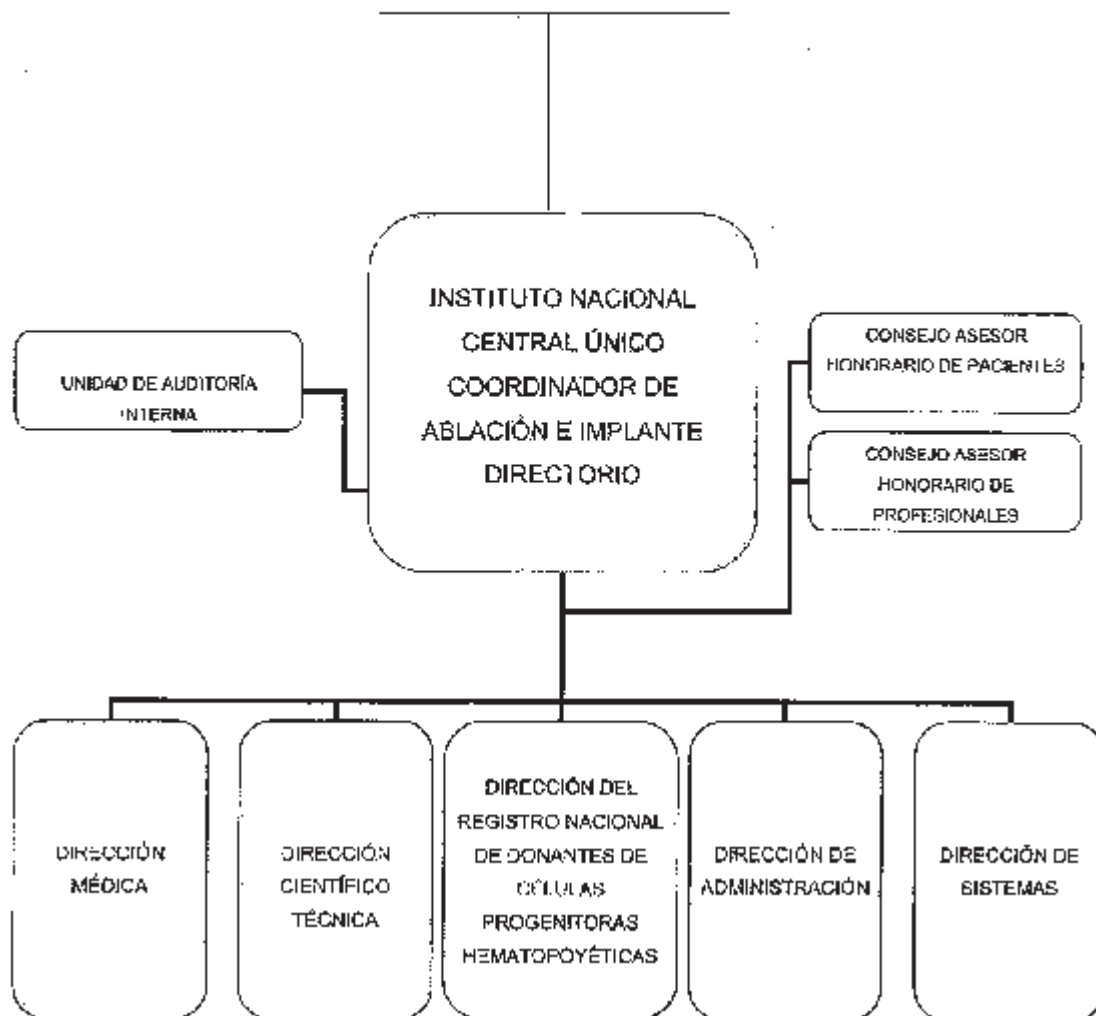 INSTITUTO NACIONAL
CENTRAL ÚNICO
COORDINADOR DE
ABLACIÓN E IMPLANTE
DIRECTORIO
UNIDAD DE AUDITORÍA
INTERNA
CONSEJO ASESOR
HONORARIO DE PACIENTES
CONSEJO ASESOR
HONORARIO DE
PROFESIONALES
DIRECCIÓN
MÉDICA
DIRECCIÓN
CIENTÍFICO
TÉCNICA
DIRECCIÓN DEL
REGISTRO NACIONAL
DE DONANTES DE
CÉLULAS
PROGENITORAS
HEMATOPOYÉTICAS
DIRECCIÓN DE
ADMINISTRACIÓN
DIRECCIÓN DE
SISTEMAS